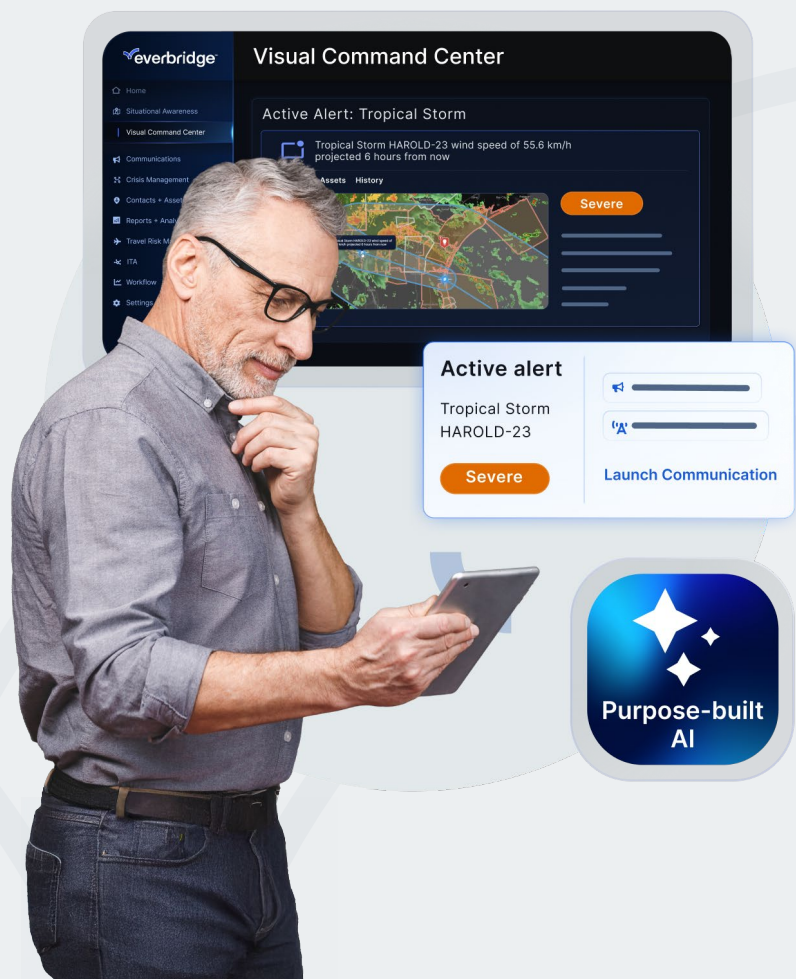 everbridge
Visual Command Center
Home
Situational Awareness
Visual Command Center
Communications
Crisis Management
Contacts + Asset
Reports + Analy
Travel Risk M
ITA
Workflow
Settings
Active Alert: Tropical Storm
Tropical Storm HAROLD-23 wind speed of 55.6 km/h
projected 6 hours from now
Assets History
Severe
Active alert
Tropical Storm
HAROLD-23
Severe
Launch Communication
Purpose-built
AI